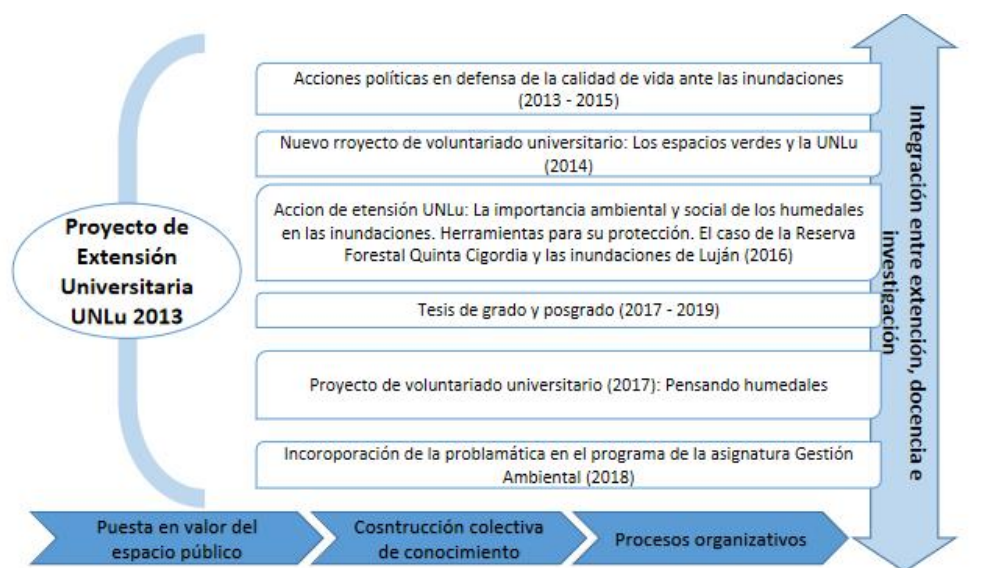 Proyecto de
Extensión
Universitaria
UNLu 2013
Acciones políticas en defensa de la calidad de vida ante las inundaciones
(2013 - 2015)
Nuevo rroyecto de voluntariado universitario: Los espacios verdes y la UNLu
(2014)
Accion de etensión UNLu: La importancia ambiental y social de los humedales
en las inundaciones. Herramientas para su protección. El caso de la Reserva
Forestal Quinta Cigordia y las inundaciones de Luján (2016)
Tesis de grado y posgrado (2017 - 2019)
Proyecto de voluntariado universitario (2017): Pensando humedales
Incoroporación de la problamática en el programa de la asignatura Gestión
Ambiental (2018)
Integración entre extención, docencia e
investigación
Puesta en valor del
espacio público
Cosntrucción colectiva
de conocimiento
Procesos organizativos